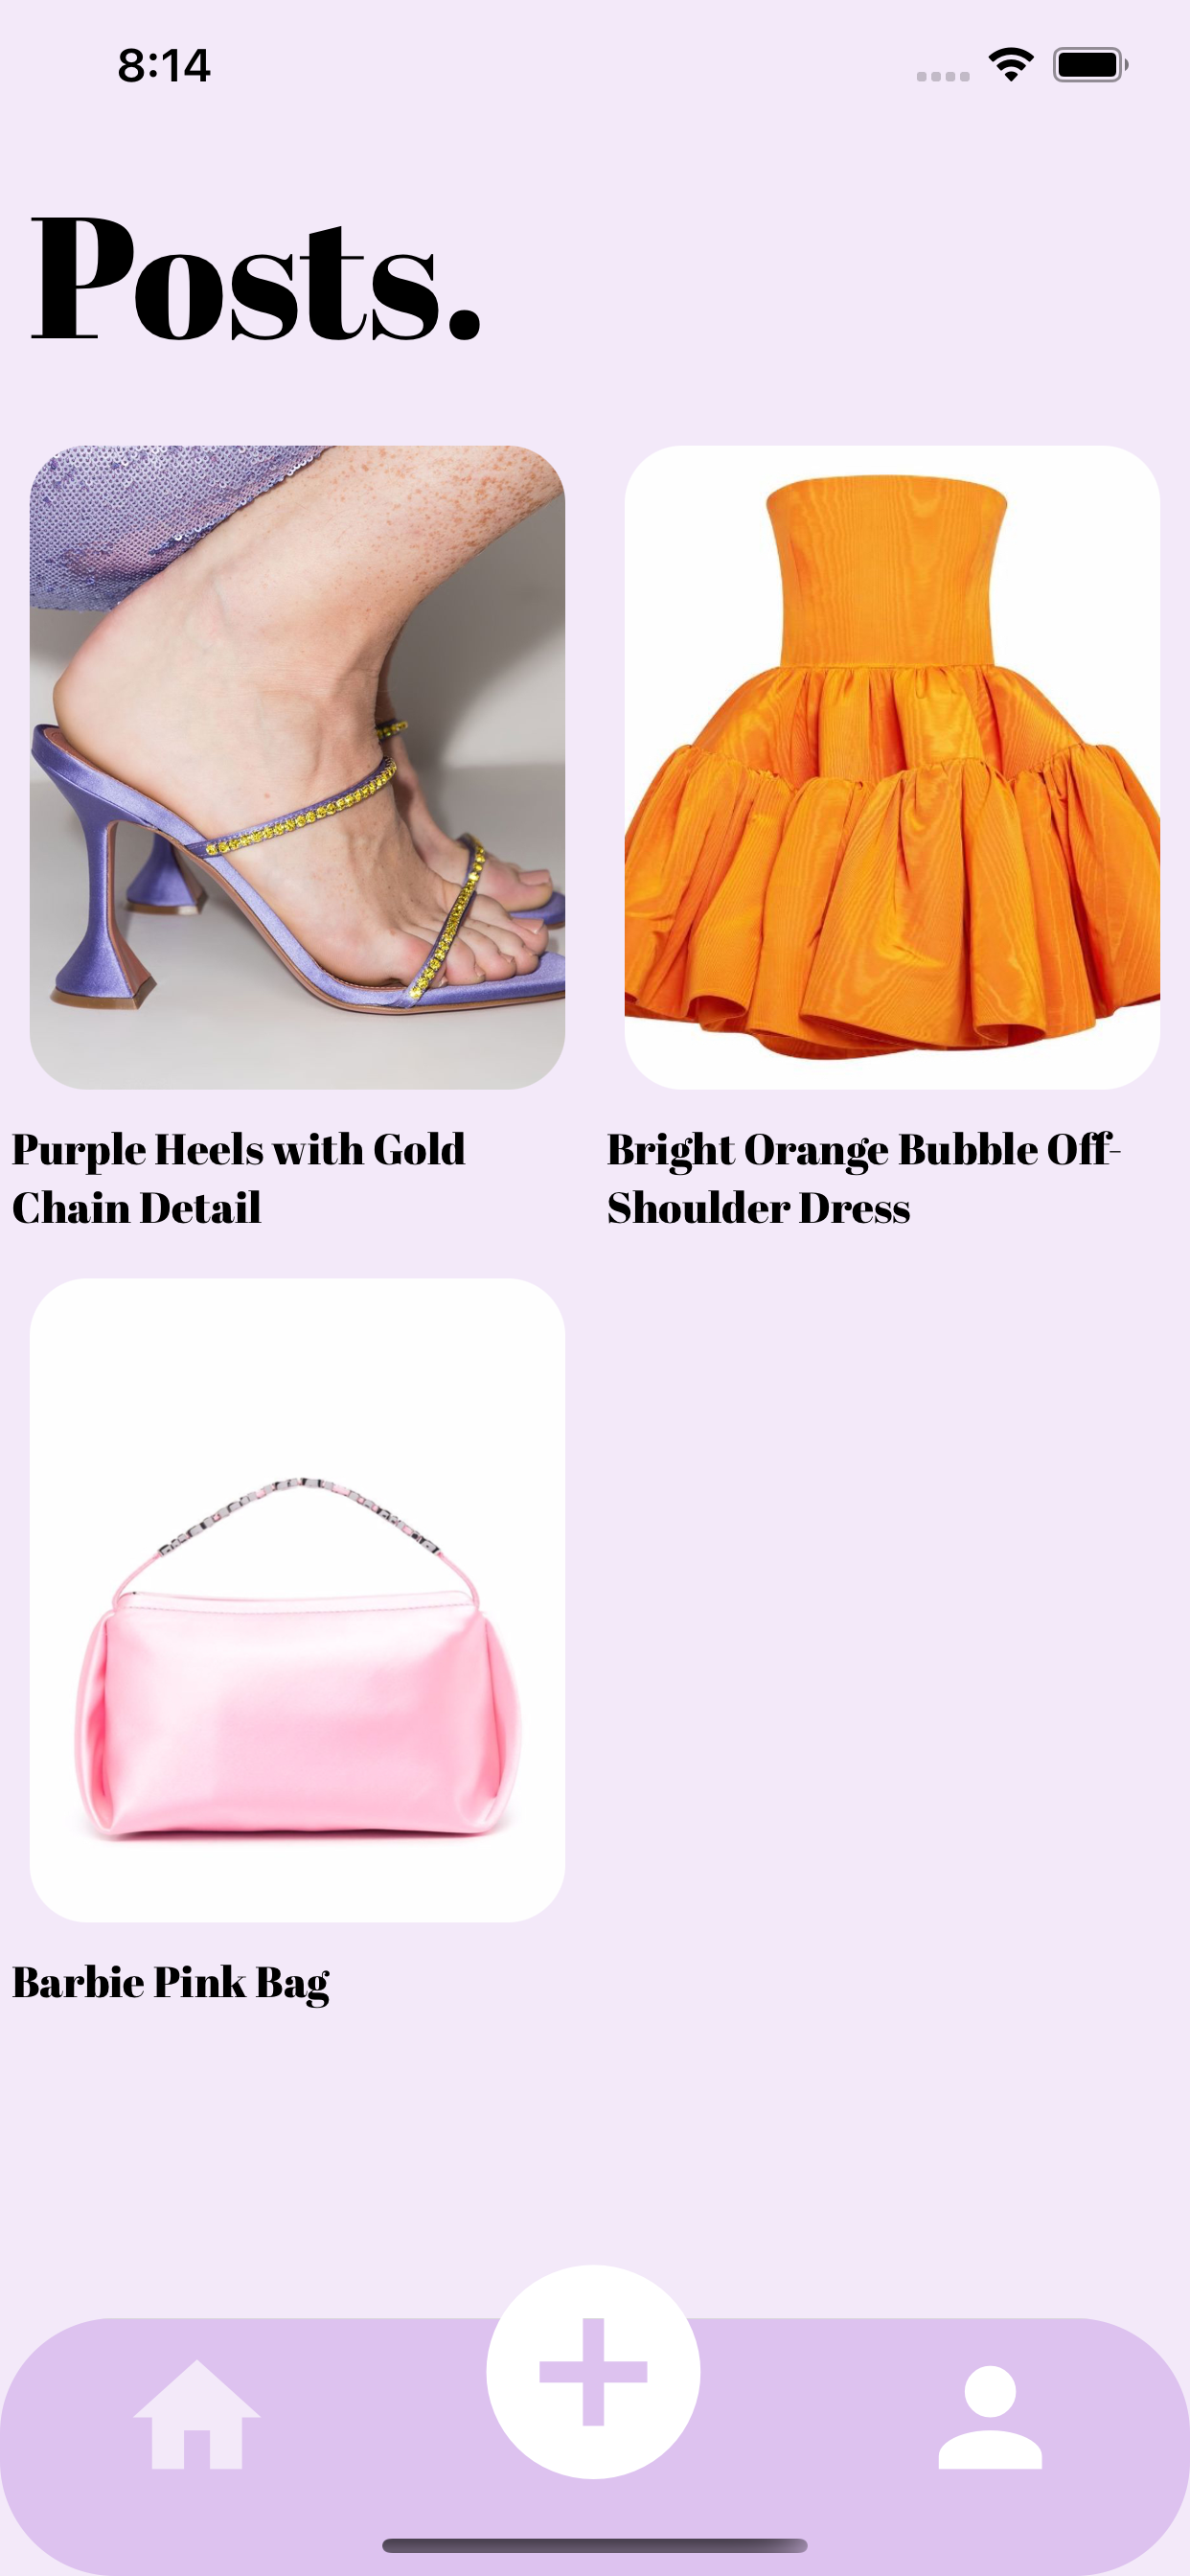 8:14
Posts.
Purple Heels with Gold
Chain Detail
Bright Orange Bubble Off-
Shoulder Dress
Barbie Pink Bag